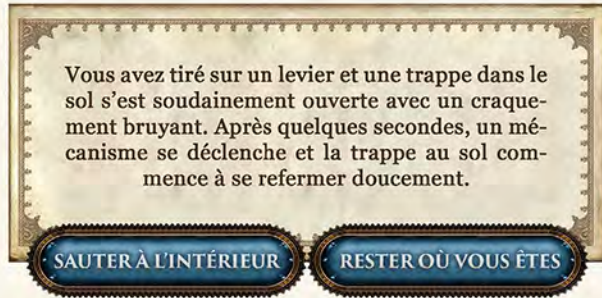 Vous avez tiré sur un levier et une trappe dans le
sol s’est soudainement ouverte avec un craque-
ment bruyant. Après quelques secondes, un mé-
canisme se déclenche et la trappe au sol com-
mence à se refermer doucement.
SAUTER À L’INTÉRIEUR
RESTER OÙ VOUS ÊTES